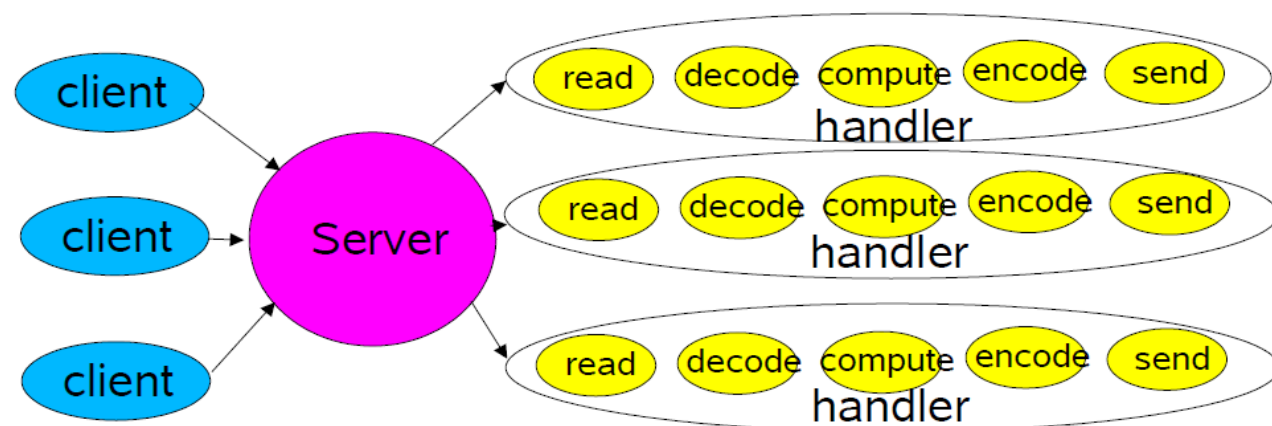 client
client
client
Server
read decode compute encode send
handler
read decode compute encode send
handler
read decode compute encode send
handler